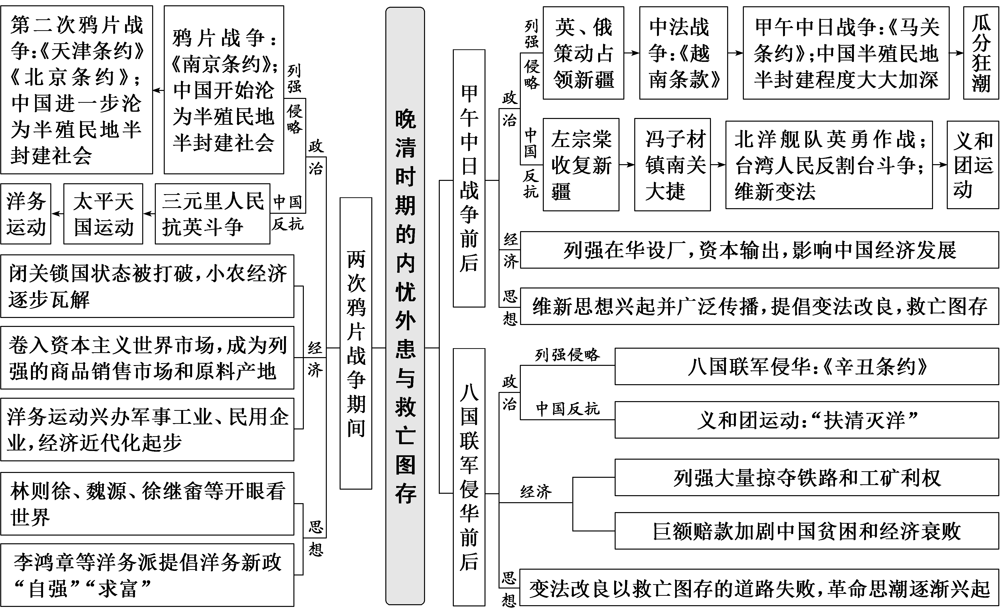 晚清时期的内忧外患与救亡图存
两次鸦片战争期间
政治
列强侵略
鸦片战争:
《南京条约》;
中国开始沦
为半殖民地
半封建社会
第二次鸦片战
争:《天津条约》
《北京条约》;
中国进一步沦
为半殖民地半
封建社会
中国反抗
三元里人民
抗英斗争
太平天
国运动
洋务
运动
经济
闭关锁国状态被打破,小农经济
逐步瓦解
卷入资本主义世界市场,成为列
强的商品销售市场和原料产地
洋务运动兴办军事工业、民用企
业,经济近代化起步
思想
林则徐、魏源、徐继畬等开眼看
世界
李鸿章等洋务派提倡洋务新政
“自强”“求富”
甲午中日战争前后
政治
列强侵略
英、俄
策动占
领新疆
中法战
争:《越
南条款》
甲午中日战争:《马关
条约》;中国半殖民地
半封建程度大大加深
瓜分狂潮
中国反抗
左宗棠
收复新
疆
冯子材
镇南关
大捷
北洋舰队英勇作战;
台湾人民反割台斗争;
维新变法
义和
团运
动
经济
列强在华设厂,资本输出,影响中国经济发展
思想
维新思想兴起并广泛传播,提倡变法改良,救亡图存
八国联军侵华前后
政治
列强侵略
八国联军侵华:《辛丑条约》
中国反抗
义和团运动:“扶清灭洋”
经济
列强大量掠夺铁路和工矿利权
巨额赔款加剧中国贫困和经济衰败
思想
变法改良以救亡图存的道路失败,革命思潮逐渐兴起